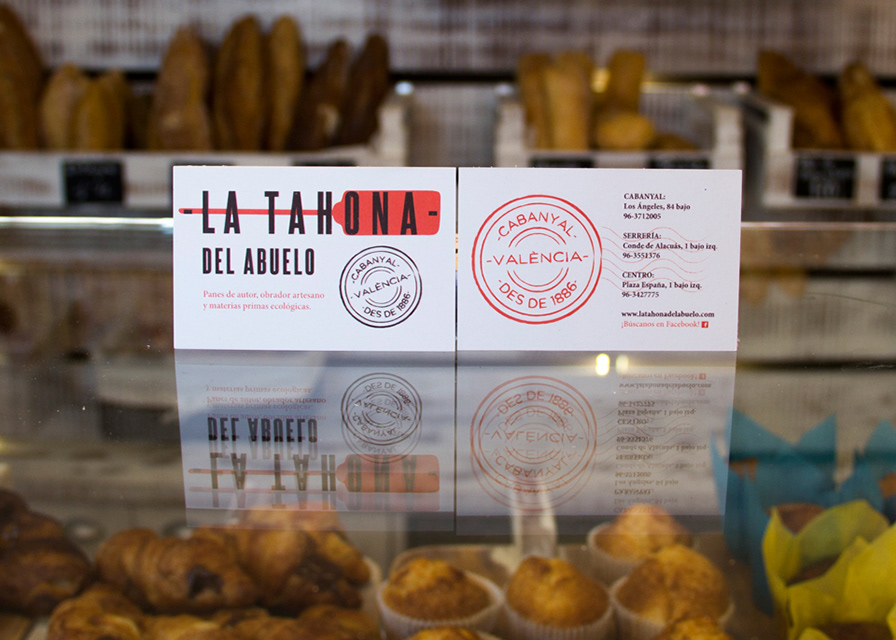 -LA TAHONA-
DEL ABUELO
Panes de autor, obrador artesano
y materias primas ecológicas.
-CABANYAL-
-VALÈNCIA-
-DES DE 1886-
-CABANYAL-
-VALÈNCIA-
-DES DE 1886-
CABANYAL:
Los Ángeles, 84 bajo
96-3712005
SERRERÍA:
Conde de Alacuás, 1 bajo izq.
96-3551376
CENTRO:
Plaza España, 1 bajo izq.
96-3427775
www.latahonadelabuelo.com
¡Búscanos en Facebook!